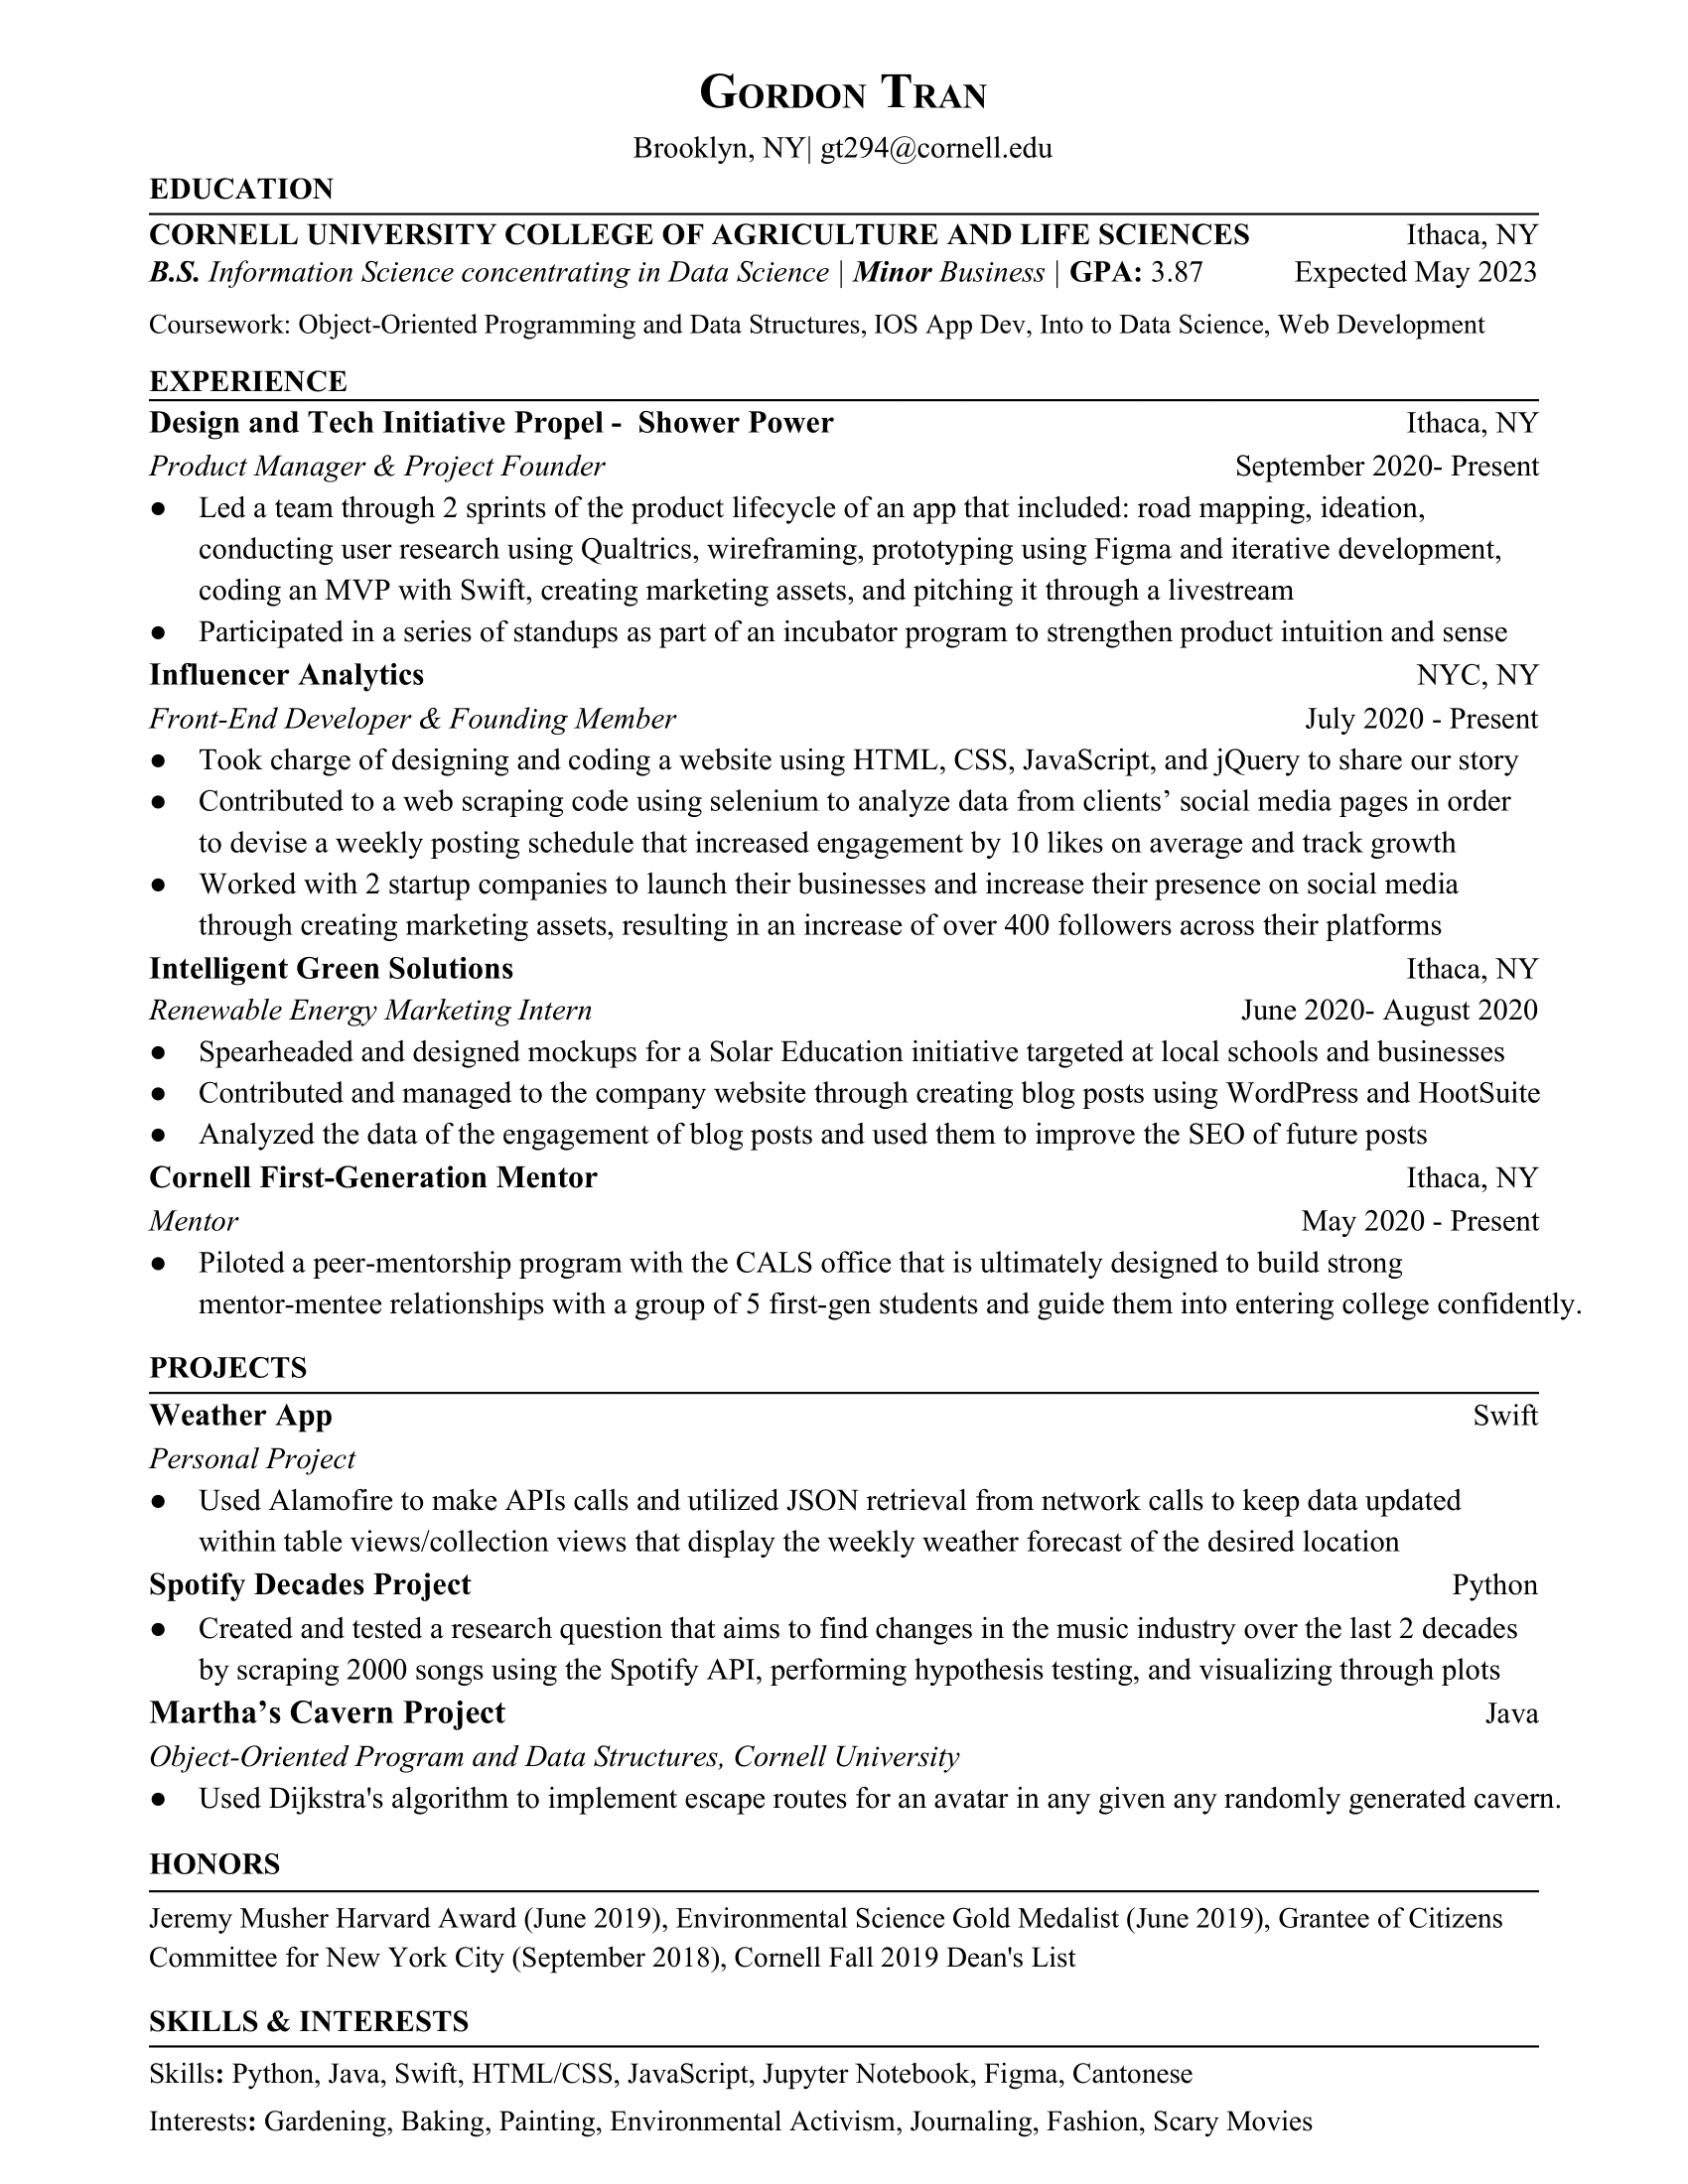 GORDON TRAN
Brooklyn, NY| gt294@cornell.edu
EDUCATION
CORNELL UNIVERSITY COLLEGE OF AGRICULTURE AND LIFE SCIENCES Ithaca, NY
B.S. Information Science concentrating in Data Science | Minor Business | GPA: 3.87 Expected May 2023
Coursework: Object-Oriented Programming and Data Structures, IOS App Dev, Into to Data Science, Web Development
EXPERIENCE
Design and Tech Initiative Propel - Shower Power Ithaca, NY
Product Manager & Project Founder September 2020- Present
● Led a team through 2 sprints of the product lifecycle of an app that included: road mapping, ideation,
conducting user research using Qualtrics, wireframing, prototyping using Figma and iterative development,
coding an MVP with Swift, creating marketing assets, and pitching it through a livestream
● Participated in a series of standups as part of an incubator program to strengthen product intuition and sense
Influencer Analytics NYC, NY
Front-End Developer & Founding Member July 2020 - Present
● Took charge of designing and coding a website using HTML, CSS, JavaScript, and jQuery to share our story
● Contributed to a web scraping code using selenium to analyze data from clients’ social media pages in order
to devise a weekly posting schedule that increased engagement by 10 likes on average and track growth
● Worked with 2 startup companies to launch their businesses and increase their presence on social media
through creating marketing assets, resulting in an increase of over 400 followers across their platforms
Intelligent Green Solutions Ithaca, NY
Renewable Energy Marketing Intern June 2020- August 2020
● Spearheaded and designed mockups for a Solar Education initiative targeted at local schools and businesses
● Contributed and managed to the company website through creating blog posts using WordPress and HootSuite
● Analyzed the data of the engagement of blog posts and used them to improve the SEO of future posts
Cornell First-Generation Mentor Ithaca, NY
Mentor May 2020 - Present
● Piloted a peer-mentorship program with the CALS office that is ultimately designed to build strong
mentor-mentee relationships with a group of 5 first-gen students and guide them into entering college confidently.
PROJECTS
Weather App Swift
Personal Project
● Used Alamofire to make APIs calls and utilized JSON retrieval from network calls to keep data updated
within table views/collection views that display the weekly weather forecast of the desired location
Spotify Decades Project Python
● Created and tested a research question that aims to find changes in the music industry over the last 2 decades
by scraping 2000 songs using the Spotify API, performing hypothesis testing, and visualizing through plots
Martha’s Cavern Project Java
Object-Oriented Program and Data Structures, Cornell University
● Used Dijkstra's algorithm to implement escape routes for an avatar in any given any randomly generated cavern.
HONORS
Jeremy Musher Harvard Award (June 2019), Environmental Science Gold Medalist (June 2019), Grantee of Citizens
Committee for New York City (September 2018), Cornell Fall 2019 Dean's List
SKILLS & INTERESTS
Skills: Python, Java, Swift, HTML/CSS, JavaScript, Jupyter Notebook, Figma, Cantonese
Interests: Gardening, Baking, Painting, Environmental Activism, Journaling, Fashion, Scary Movies